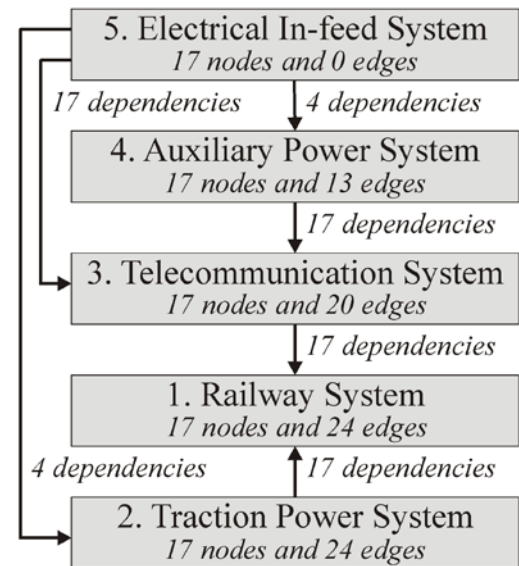 5. Electrical In-feed System
17 nodes and 0 edges
17 dependencies
4 dependencies
4. Auxiliary Power System
17 nodes and 13 edges
17 dependencies
3. Telecommunication System
17 nodes and 20 edges
17 dependencies
1. Railway System
17 nodes and 24 edges
4 dependencies
17 dependencies
2. Traction Power System
17 nodes and 24 edges